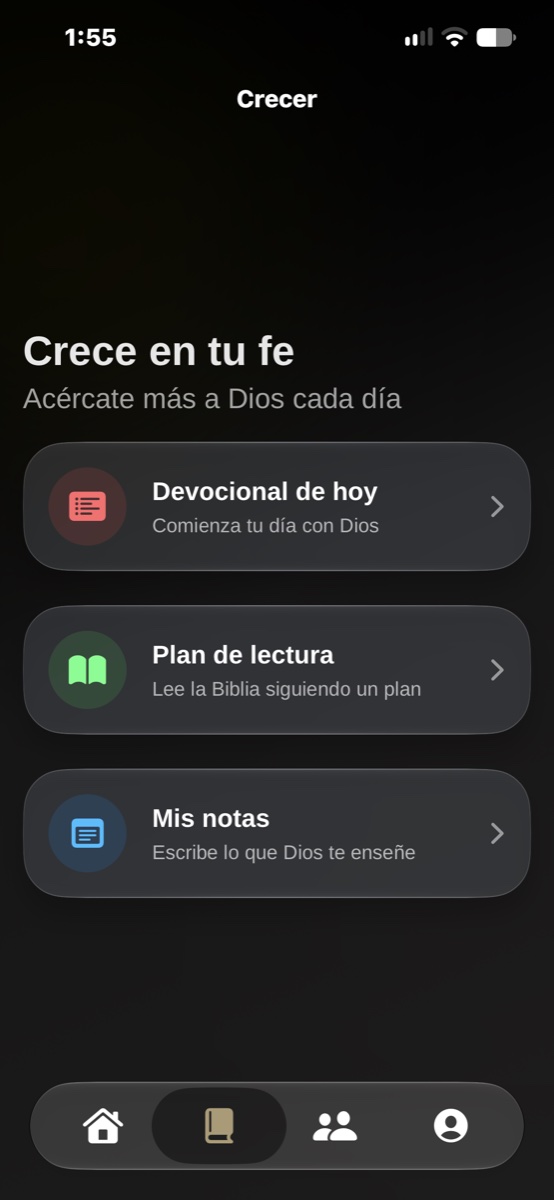 1:55
Crecer
Crece en tu fe
Acércate más a Dios cada día
Devocional de hoy
Comienza tu día con Dios
Plan de lectura
Lee la Biblia siguiendo un plan
Mis notas
Escribe lo que Dios te enseñe